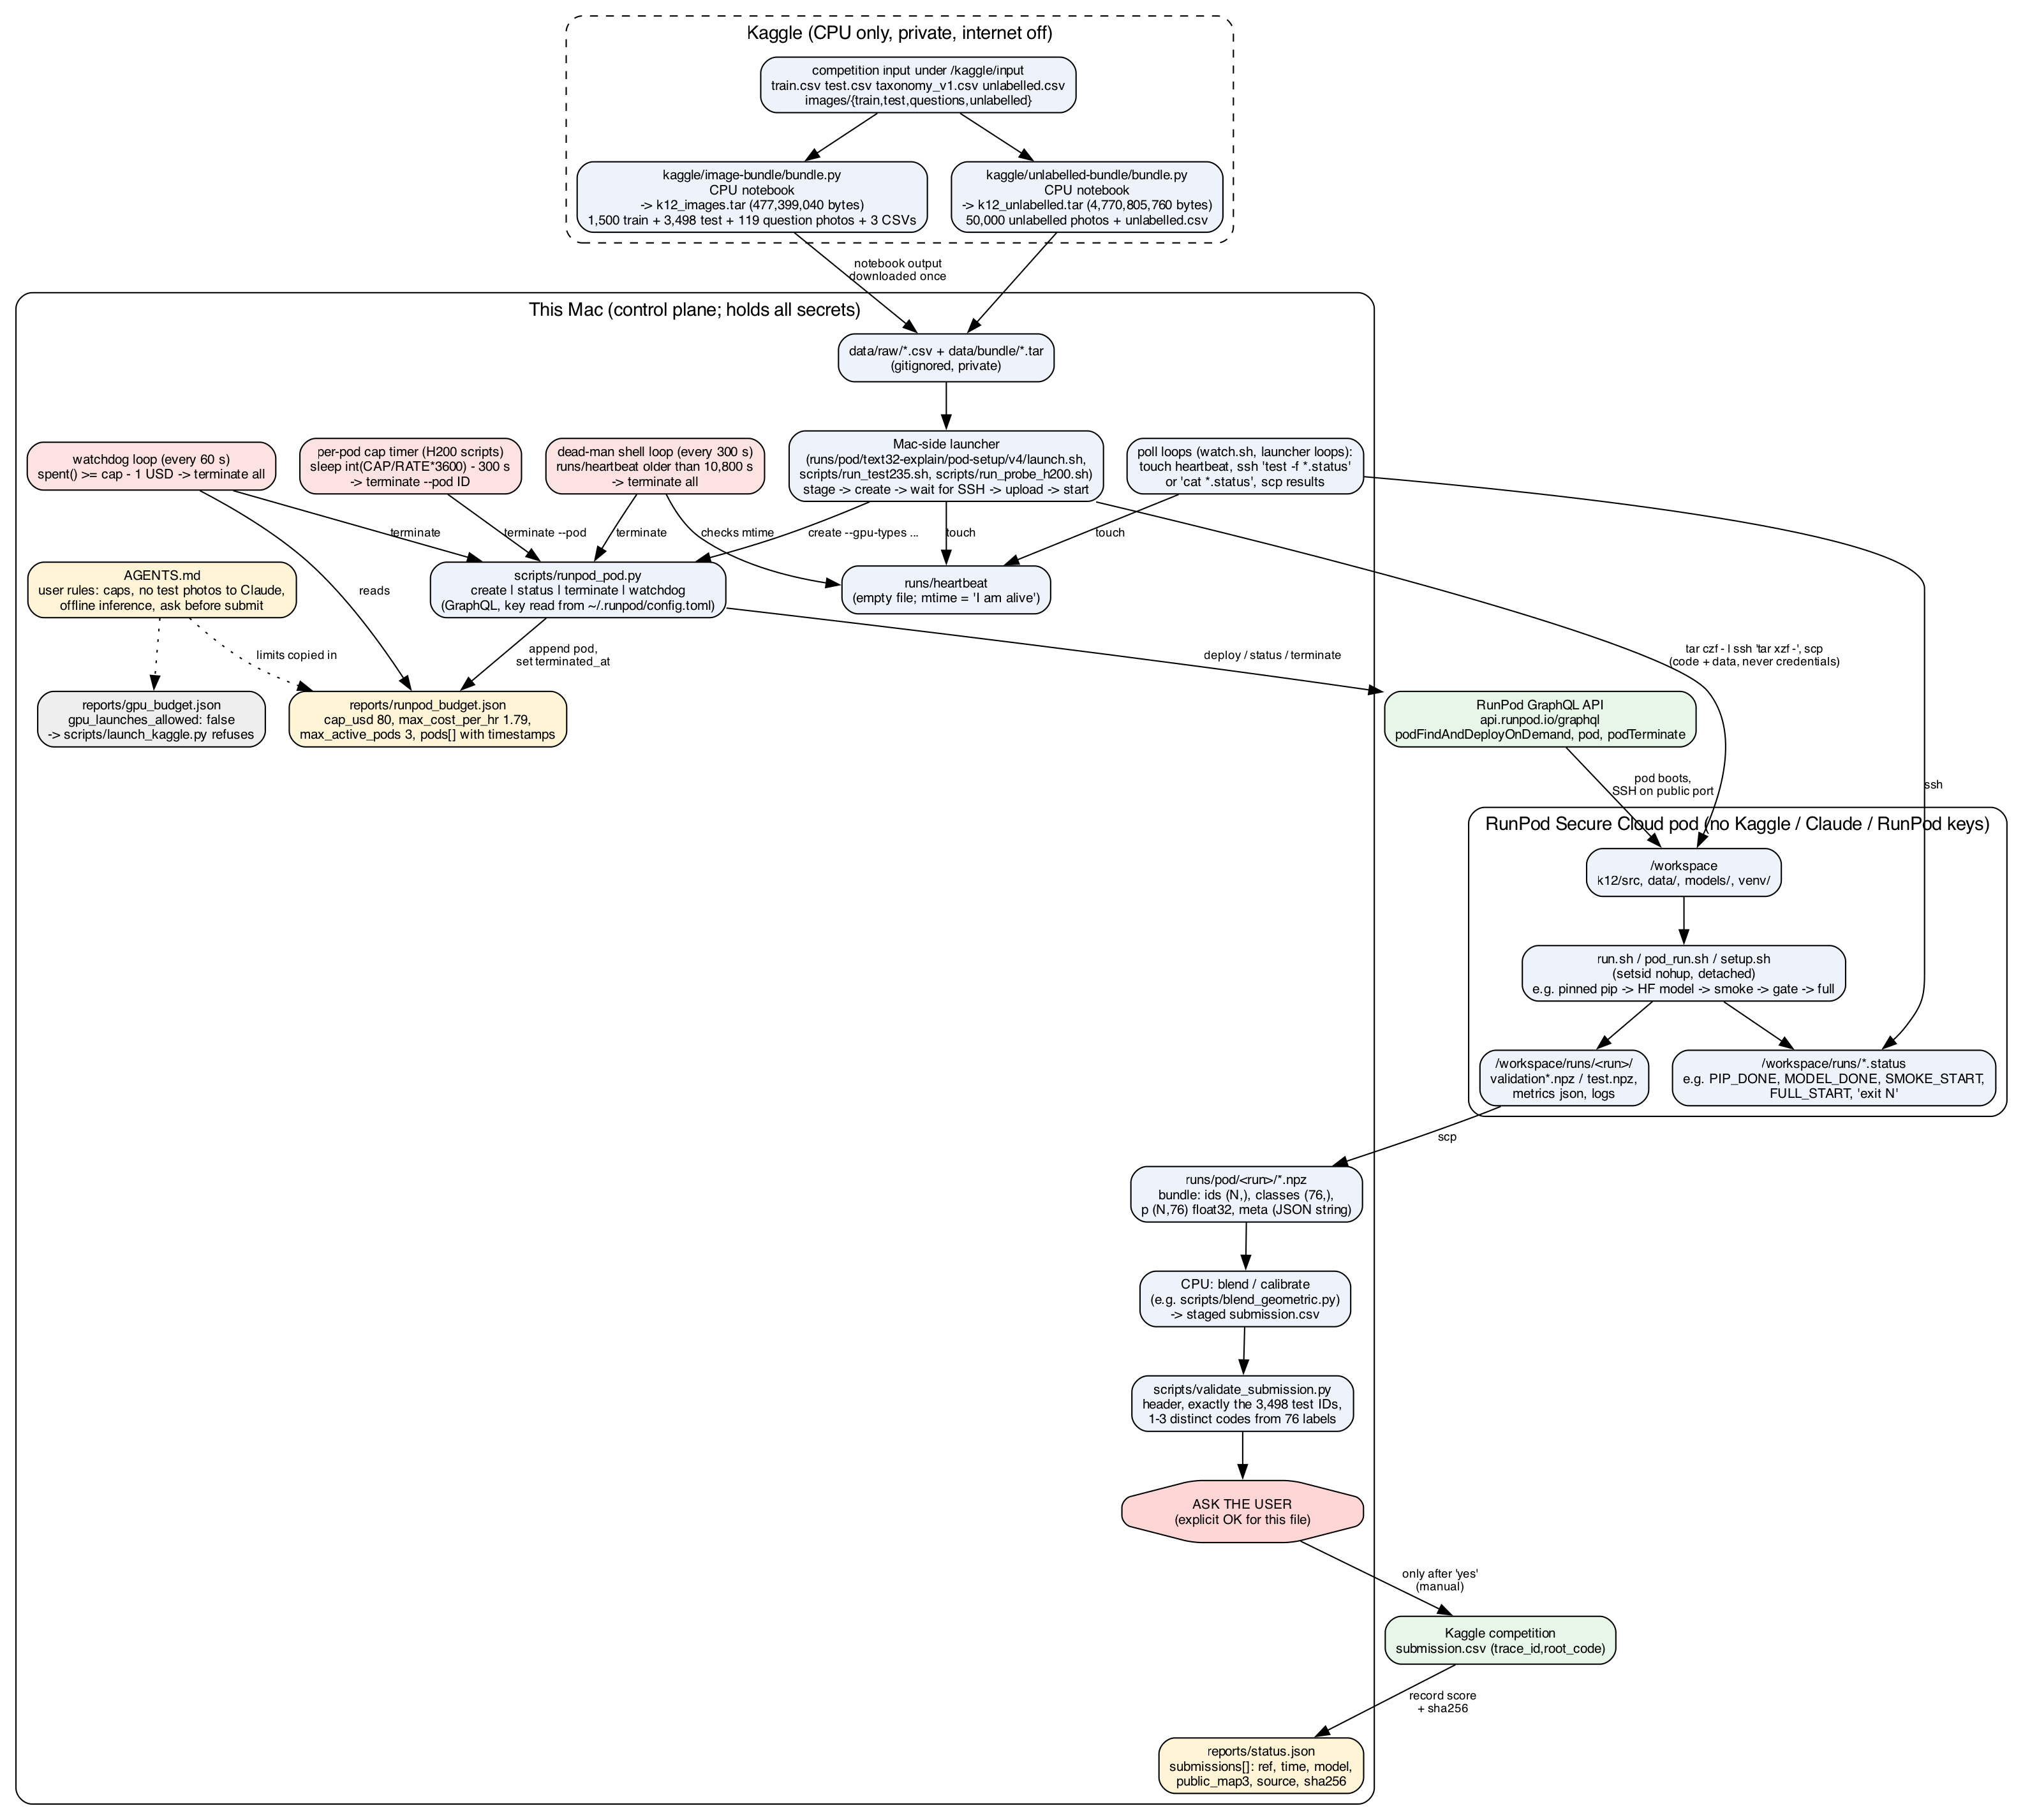 Kaggle (CPU only, private, internet off)
competition input under /kaggle/input
train.csv test.csv taxonomy_v1.csv unlabelled.csv
images/{train,test,questions,unlabelled}
kaggle/image-bundle/bundle.py
CPU notebook
-> k12_images.tar (477,399,040 bytes)
1,500 train + 3,498 test + 119 question photos + 3 CSVs
kaggle/unlabelled-bundle/bundle.py
CPU notebook
-> k12_unlabelled.tar (4,770,805,760 bytes)
50,000 unlabelled photos + unlabelled.csv
notebook output
downloaded once
This Mac (control plane; holds all secrets)
data/raw/*.csv + data/bundle/*.tar
(gitignored, private)
watchdog loop (every 60 s)
spent() >= cap - 1 USD -> terminate all
per-pod cap timer (H200 scripts)
sleep int(CAP/RATE*3600) - 300 s
-> terminate --pod ID
dead-man shell loop (every 300 s)
runs/heartbeat older than 10,800 s
-> terminate all
Mac-side launcher
(runs/pod/text32-explain/pod-setup/v4/launch.sh,
scripts/run_test235.sh, scripts/run_probe_h200.sh)
stage -> create -> wait for SSH -> upload -> start
poll loops (watch.sh, launcher loops):
touch heartbeat, ssh 'test -f *.status'
or 'cat *.status', scp results
terminate
terminate --pod
terminate
checks mtime
create --gpu-types ...
touch
touch
AGENTS.md
user rules: caps, no test photos to Claude,
offline inference, ask before submit
reads
scripts/runpod_pod.py
create | status | terminate | watchdog
(GraphQL, key read from ~/.runpod/config.toml)
runs/heartbeat
(empty file; mtime = 'I am alive')
limits copied in
append pod,
set terminated_at
deploy / status / terminate
tar czf - | ssh 'tar xzf -', scp
(code + data, never credentials)
reports/gpu_budget.json
gpu_launches_allowed: false
-> scripts/launch_kaggle.py refuses
reports/runpod_budget.json
cap_usd 80, max_cost_per_hr 1.79,
max_active_pods 3, pods[] with timestamps
RunPod GraphQL API
api.runpod.io/graphql
podFindAndDeployOnDemand, pod, podTerminate
pod boots,
SSH on public port
ssh
RunPod Secure Cloud pod (no Kaggle / Claude / RunPod keys)
/workspace
k12/src, data/, models/, venv/
run.sh / pod_run.sh / setup.sh
(setsid nohup, detached)
e.g. pinned pip -> HF model -> smoke -> gate -> full
/workspace/runs/<run>/
validation*.npz / test.npz,
metrics json, logs
/workspace/runs/*.status
e.g. PIP_DONE, MODEL_DONE, SMOKE_START,
FULL_START, 'exit N'
scp
runs/pod/<run>/*.npz
bundle: ids (N,), classes (76,),
p (N,76) float32, meta (JSON string)
CPU: blend / calibrate
(e.g. scripts/blend_geometric.py)
-> staged submission.csv
scripts/validate_submission.py
header, exactly the 3,498 test IDs,
1-3 distinct codes from 76 labels
ASK THE USER
(explicit OK for this file)
only after 'yes'
(manual)
Kaggle competition
submission.csv (trace_id,root_code)
record score
+ sha256
reports/status.json
submissions[]: ref, time, model,
public_map3, source, sha256